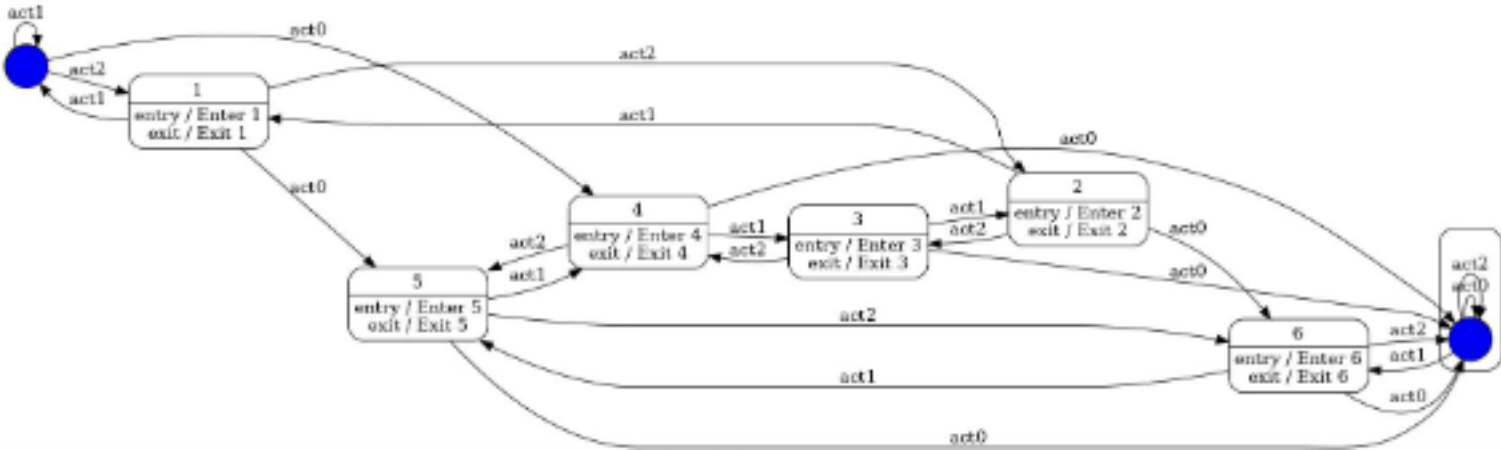 act1
act0
act2
act2
act1
1
entry / Enter 1
exit / Exit 1
act1
act0
act0
2
entry / Enter 2
exit / Exit 2
4
entry / Enter 4
exit / Exit 4
act1
act2
3
entry / Enter 3
exit / Exit 3
act1
act2
act0
act2
act1
act0
5
entry / Enter 5
exit / Exit 5
act2
act2
act0
6
entry / Enter 6
exit / Exit 6
act2
act1
act0
act1
act0